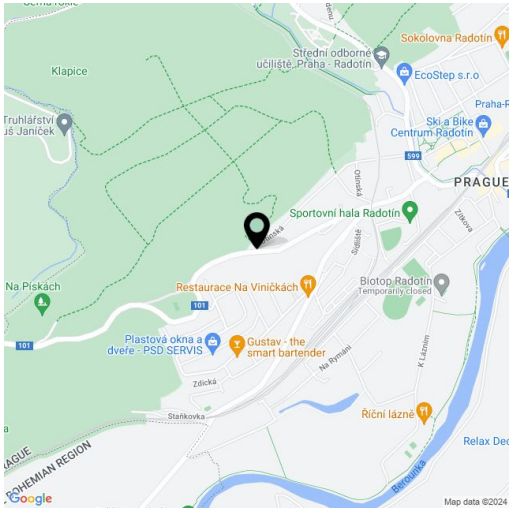 Klapice
Střední odborné
učiliště, Praha - Radotín
Sokolovna Radotín
EcoStep s.r.o
Truhlářství
uš Janíček
Praha-R
Ski a Bike
Centrum Radotín
599
Otínská
PRAGUE
Sportovní hala Radotín
Zítkova
Sídliště
Na Pískách
101
Restaurace Na Viničkách
Biotop Radotín
Temporarily closed
101
Plastová okna a
dveře - PSD SERVIS
Gustav - the
smart bartender
K Lázním
Na Rymáni
Zdická
Staňkovka
Říční lázně
Relax Dec
RAGUE
BOHEMIAN REGION
Berounka
Google
Map data ©2024